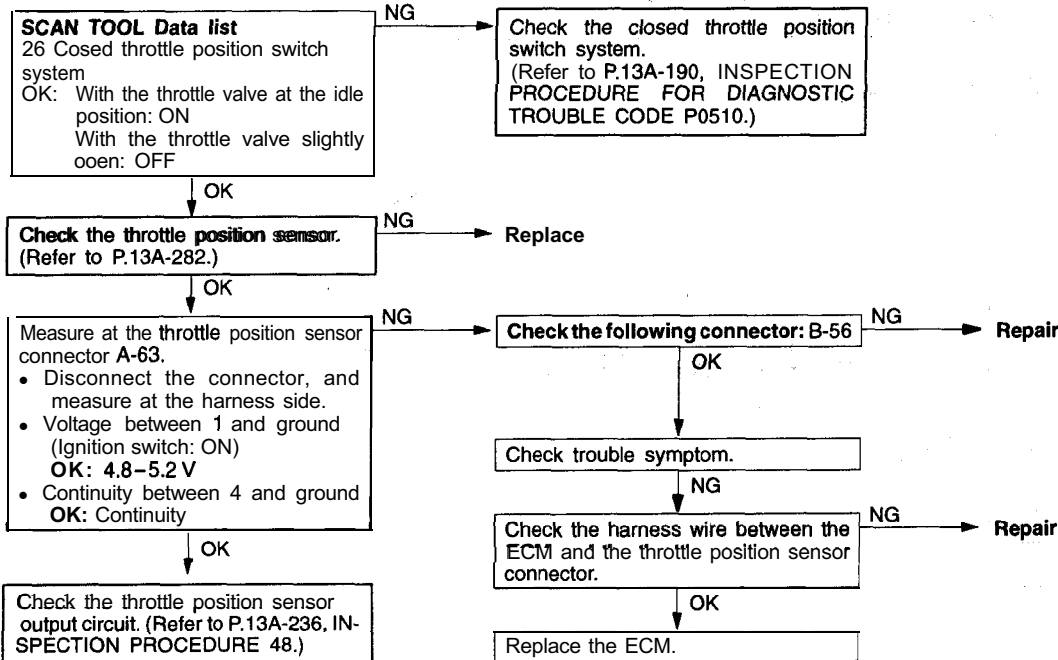 SCAN TOOL Data list
26 Cosed throttle position switch
system
OK: With the throttle valve at the idle
position: ON
With the throttle valve slightly
ooen: OFF
NG
Check the closed throttle position
switch system.
(Refer to P.13A-190, INSPECTION
PROCEDURE FOR DIAGNOSTIC
TROUBLE CODE P0510.)
OK
Check the throttle position sensor.
(Refer to P.13A-282.)
NG
Replace
OK
Measure at the throttle position sensor
connector A-63.
• Disconnect the connector, and
measure at the harness side.
• Voltage between 1 and ground
(Ignition switch: ON)
OK: 4.8–5.2 V
• Continuity between 4 and ground
OK: Continuity
NG
Check the following connector: B-56
NG
Repair
OK
Check trouble symptom.
NG
Check the harness wire between the
ECM and the throttle position sensor
connector.
NG
Repair
OK
Replace the ECM.
OK
Check the throttle position sensor
output circuit. (Refer to P.13A-236, IN-
SPECTION PROCEDURE 48.)